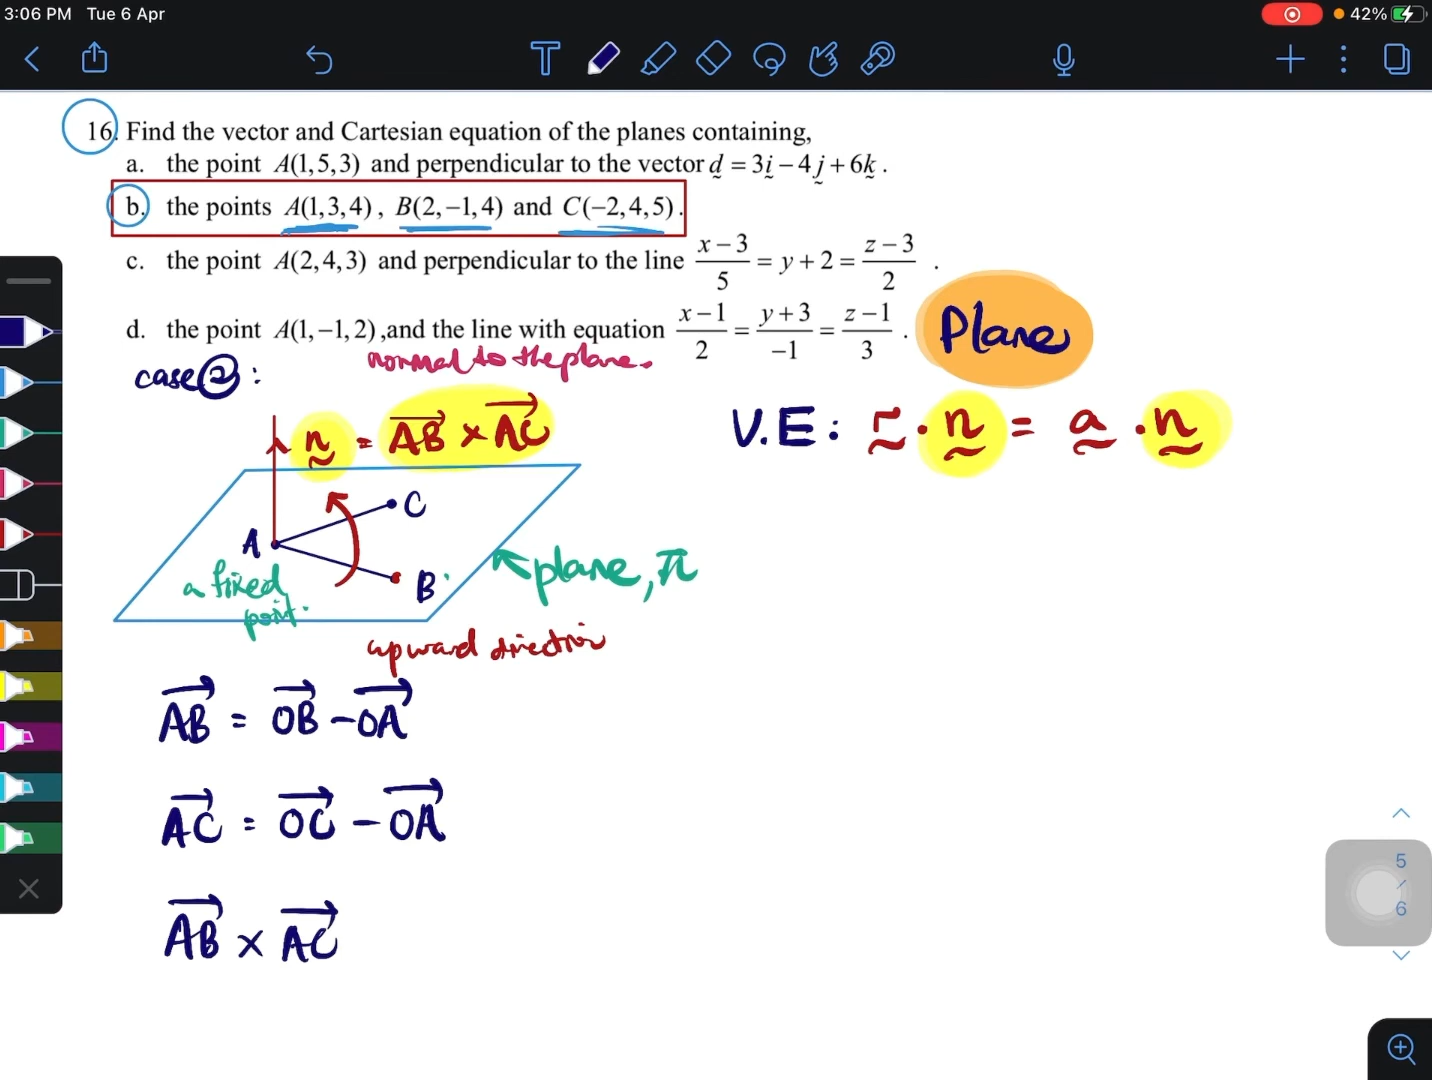 3:06 PM Tue 6 Apr 42%
16. Find the vector and Cartesian equation of the planes containing,
a. the point A(1,5,3) and perpendicular to the vector d = 3i − 4j + 6k .
b. the points A(1,3,4), B(2,−1,4) and C(−2,4,5).
c. the point A(2,4,3) and perpendicular to the line (x−3)/5 = y+2 = (z−3)/2 .
d. the point A(1,−1,2) ,and the line with equation (x−1)/2 = (y+3)/−1 = (z−1)/3 .
Plane
case ② :
normal to the plane.
n = AB × AC
V.E : r · n = a · n
C
A
B
a fixed
point.
plane, π
upward direction
AB = OB − OA
AC = OC − OA
AB × AC
5
/
6